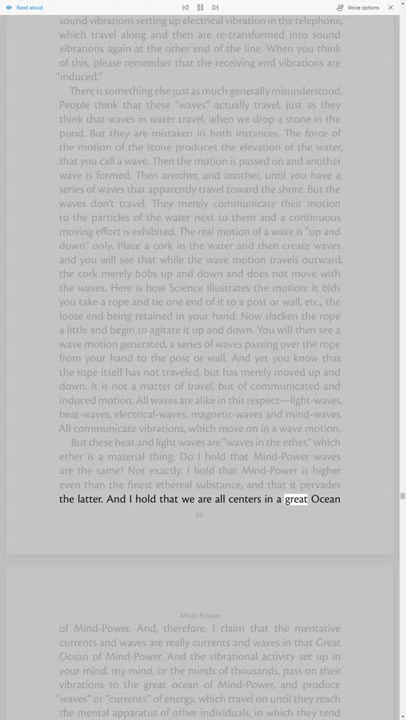 Read aloud
Voice options
sound vibrations setting up electrical vibration in the telephone,
which travel along and then are re-transformed into sound
vibrations again at the other end of the line. When you think
of this, please remember that the receiving end vibrations are
“induced.”
There is something else just as much generally misunderstood.
People think that these “waves” actually travel, just as they
think that waves in water travel, when we drop a stone in the
pond. But they are mistaken in both instances. The force of
the motion of the stone produces the elevation of the water,
that you call a wave. Then the motion is passed on and another
wave is formed. Then another, and another, until you have a
series of waves that apparently travel toward the shore. But the
waves don’t travel. They merely communicate their motion
to the particles of the water next to them and a continuous
moving effort is exhibited. The real motion of a wave is “up and
down” only. Place a cork in the water and then create waves
and you will see that while the wave motion travels outward,
the cork merely bobs up and down and does not move with
the waves. Here is how Science illustrates the motion: It bids
you take a rope and tie one end of it to a post or wall, etc., the
loose end being retained in your hand. Now slacken the rope
a little and begin to agitate it up and down. You will then see a
wave motion generated, a series of waves passing over the rope
from your hand to the post or wall. And yet you know that
the rope itself has not traveled, but has merely moved up and
down. It is not a matter of travel, but of communicated and
induced motion. All waves are alike in this respect—light-waves,
heat-waves, electrical-waves, magnetic-waves and mind-waves.
All communicate vibrations, which move on in a wave motion.
But these heat and light waves are “waves in the ether,” which
ether is a material thing. Do I hold that Mind-Power waves
are the same? Not exactly. I hold that Mind-Power is higher
even than the finest ethereal substance, and that it pervades
the latter. And I hold that we are all centers in a great Ocean
Mind-Power
of Mind-Power. And, therefore, I claim that the mentative
currents and waves are really currents and waves in that Great
Ocean of Mind-Power. And the vibrational activity set up in
your mind, my mind, or the minds of thousands, pass on their
vibrations to the great ocean of Mind-Power, and produce
“waves” or “currents” of energy, which travel on until they reach
the mental apparatus of other individuals, in which they tend